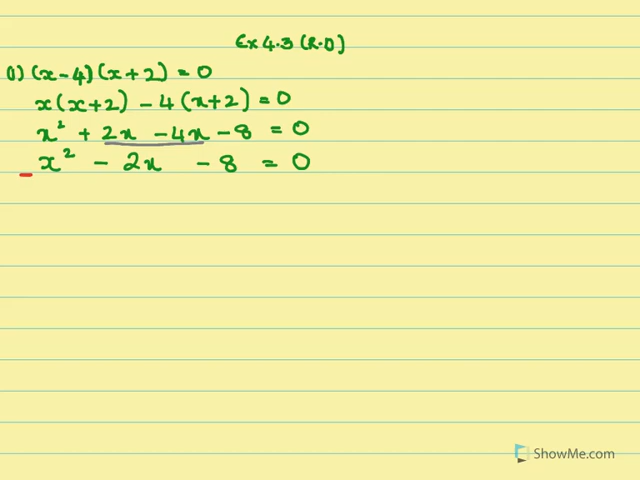 Ex 4.3 (R.D)
1) (x-4) (x+2) = 0
x(x+2) - 4(x+2) = 0
x² + 2x - 4x - 8 = 0
x² - 2x - 8 = 0
ShowMe.com